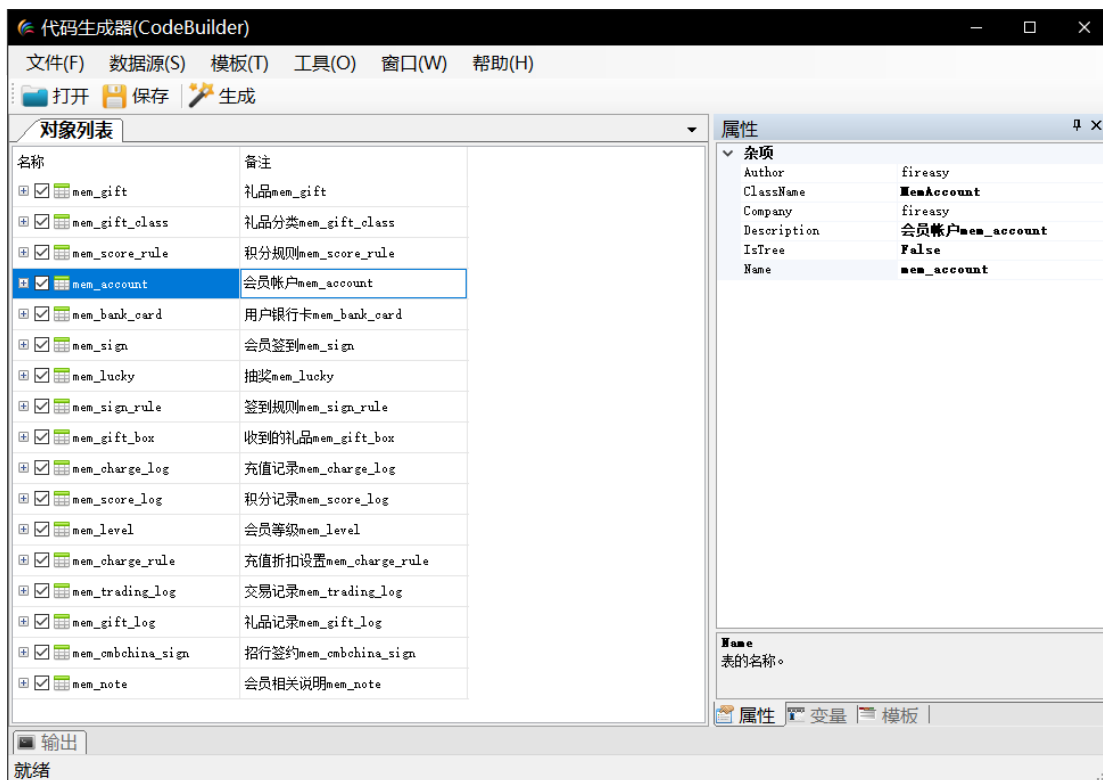 代码生成器(CodeBuilder)
文件(F) 数据源(S) 模板(T) 工具(O) 窗口(W) 帮助(H)
打开 保存 生成
对象列表
名称 备注
mem_gift 礼品mem_gift
mem_gift_class 礼品分类mem_gift_class
mem_score_rule 积分规则mem_score_rule
mem_account 会员帐户mem_account
mem_bank_card 用户银行卡mem_bank_card
mem_sign 会员签到mem_sign
mem_lucky 抽奖mem_lucky
mem_sign_rule 签到规则mem_sign_rule
mem_gift_box 收到的礼品mem_gift_box
mem_charge_log 充值记录mem_charge_log
mem_score_log 积分记录mem_score_log
mem_level 会员等级mem_level
mem_charge_rule 充值折扣设置mem_charge_rule
mem_trading_log 交易记录mem_trading_log
mem_gift_log 礼品记录mem_gift_log
mem_cmbchina_sign 招行签约mem_cmbchina_sign
mem_note 会员相关说明mem_note
属性
杂项
Author fireasy
ClassName MemAccount
Company fireasy
Description 会员帐户mem_account
IsTree False
Name mem_account
Name
表的名称。
属性 变量 模板
输出
就绪